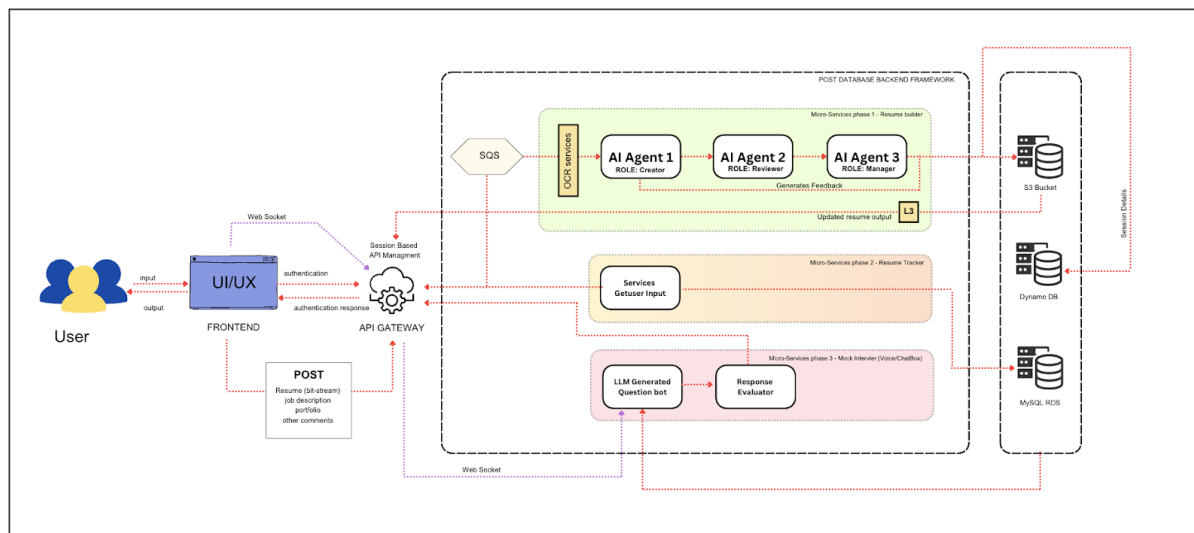 POST DATABASE BACKEND FRAMEWORK
Micro-Services phase 1 - Resume builder
SQS
OCR services
AI Agent 1
ROLE: Creator
AI Agent 2
ROLE: Reviewer
AI Agent 3
ROLE: Manager
Generates Feedback
S3 Bucket
Session Details
L3
Updated resume output
Web Socket
Session Based
API Managment
Micro-Services phase 2 - Resume Tracker
UI/UX
input
output
authentication
authentication response
User
FRONTEND
API GATEWAY
Services
Getuser Input
Dynamo DB
Micro-Services phase 3 - Mock Intervier (Voice/ChatBox)
POST
Resume (bit-stream)
job description
portfolio
other comments
LLM Generated
Question bot
Response
Evaluator
MySQL RDS
Web Socket